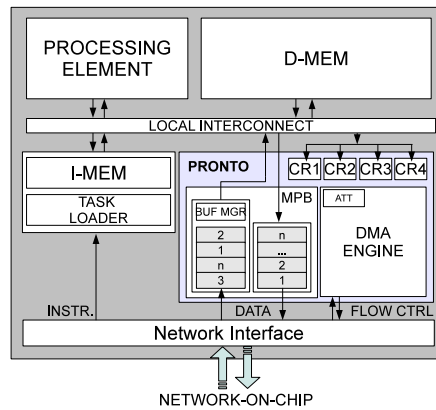 PROCESSING
ELEMENT
D-MEM
LOCAL INTERCONNECT
I-MEM
TASK
LOADER
PRONTO
CR1 CR2 CR3 CR4
MPB
BUF MGR
2
1
n
3
n
...
2
1
ATT
DMA
ENGINE
INSTR.
DATA
FLOW CTRL
Network Interface
NETWORK-ON-CHIP